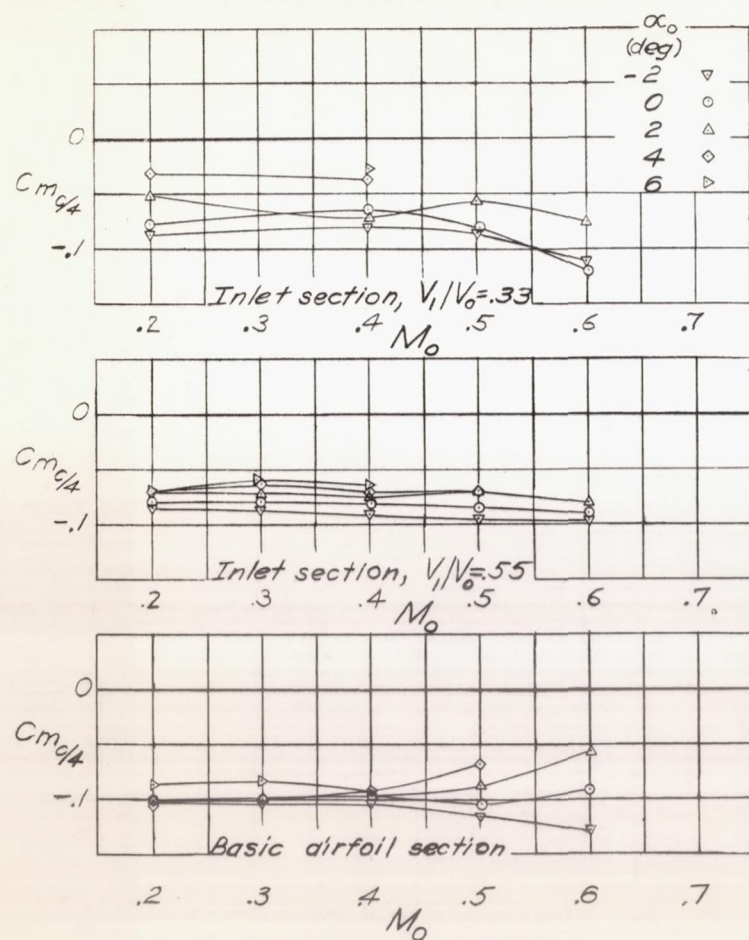 α₀
(deg)
-2
0
2
4
6
0
Cm c/4
-.1
Inlet section, V₁/V₀=.33
.2 .3 .4 .5 .6 .7
M₀
0
Cm c/4
-.1
Inlet section, V₁/V₀=.55
.2 .3 .4 .5 .6 .7
M₀
0
Cm c/4
-.1
Basic airfoil section
.2 .3 .4 .5 .6 .7
M₀